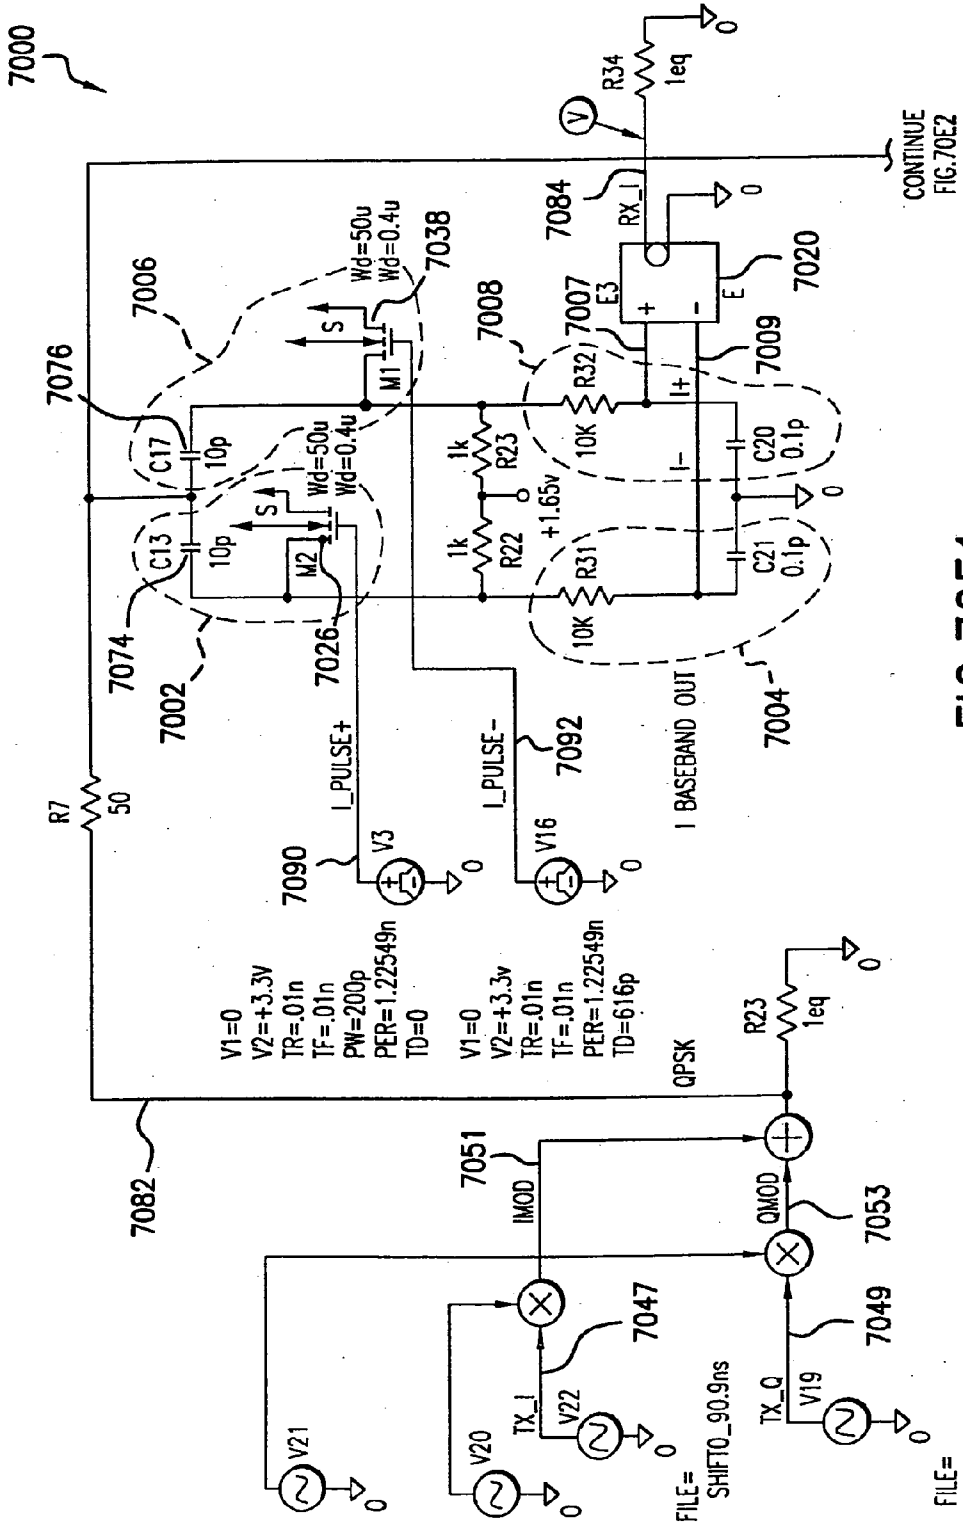 7000
R7
50
7082
7074
7002
C13
10p
7076
C17
10p
7006
Wd=50u
Wd=0.4u
S
M2
7026
Wd=50u
Wd=0.4u
S
M1
7038
I_PULSE+
7090
V3
0
V1=0
V2=+3.3V
TR=.01n
TF=.01n
PW=200p
PER=1.22549n
TD=0
I_PULSE-
7092
V16
0
V1=0
V2=+3.3v
TR=.01n
TF=.01n
PER=1.22549n
TD=616p
1k
R22
1k
R23
+1.65v
10K
R31
10K
R32
7008
7007
7009
I-
I+
C21
0.1p
C20
0.1p
0
7004
I BASEBAND OUT
E3
+
-
E
7020
0
RX_I
7084
V
R34
1eq
0
CONTINUE
FIG.70E2
QPSK
R23
1eq
0
V21
0
V20
0
TX_I
V22
0
7047
FILE=
SHIFT0_90.9ns
IMOD
7051
QMOD
7053
TX_Q
V19
0
7049
FILE=